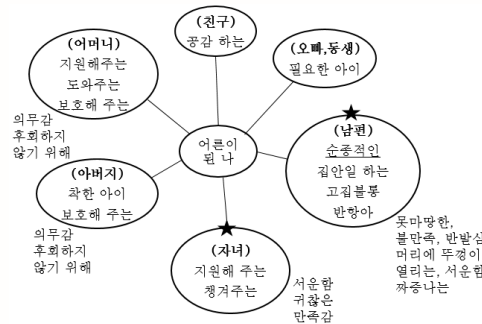 (친구)
공감 하는
(어머니)
지원해주는
도와주는
보호해 주는
(오빠,동생)
필요한 아이
의무감
후회하지
않기 위해
어른이
된 나
(남편)
순종적인
집안일 하는
고집불통
반항아
(아버지)
착한 아이
보호해 주는
의무감
후회하지
않기 위해
(자녀)
지원해 주는
챙겨주는
서운함
귀찮은
만족감
못마땅한,
불만족, 반발심
머리에 뚜껑이
열리는, 서운함
짜증나는